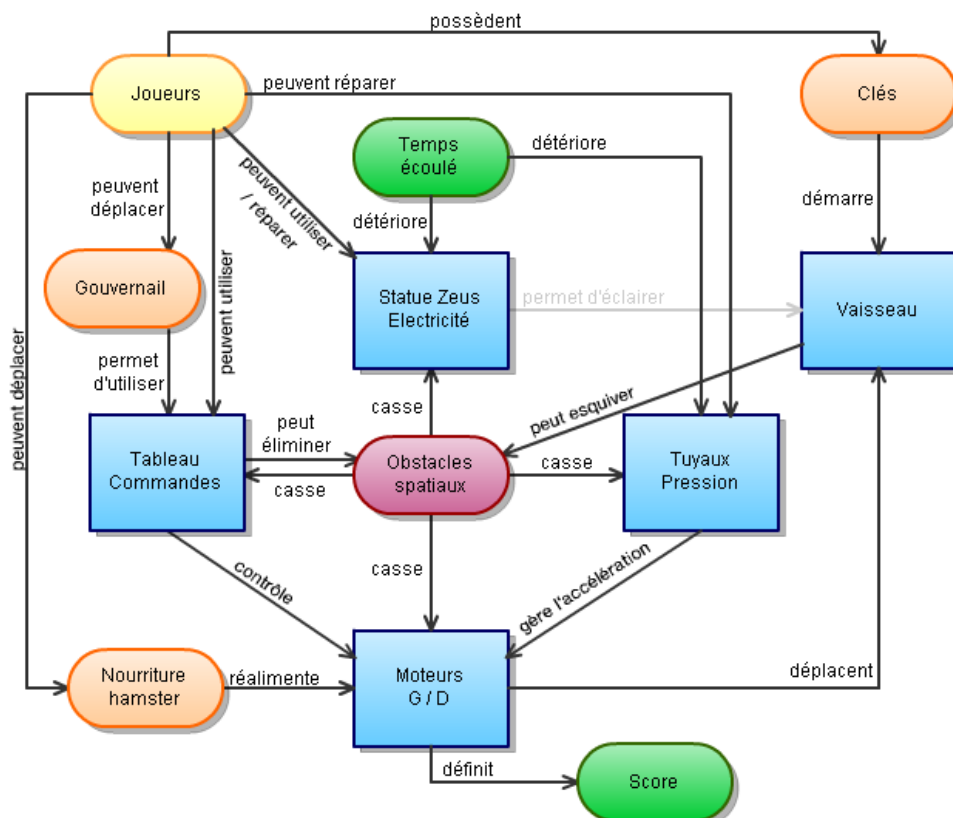 possèdent
Joueurs
peuvent réparer
Clés
Temps
écoulé
détériore
peuvent
déplacer
peuvent utiliser
/ réparer
détériore
démarre
Gouvernail
peuvent utiliser
Statue Zeus
Electricité
permet d'éclairer
Vaisseau
peuvent déplacer
permet
d'utiliser
casse
peut esquiver
peut
éliminer
Tableau
Commandes
casse
Obstacles
spatiaux
casse
Tuyaux
Pression
contrôle
casse
gère l'accélération
Nourriture
hamster
réalimente
Moteurs
G / D
déplacent
définit
Score